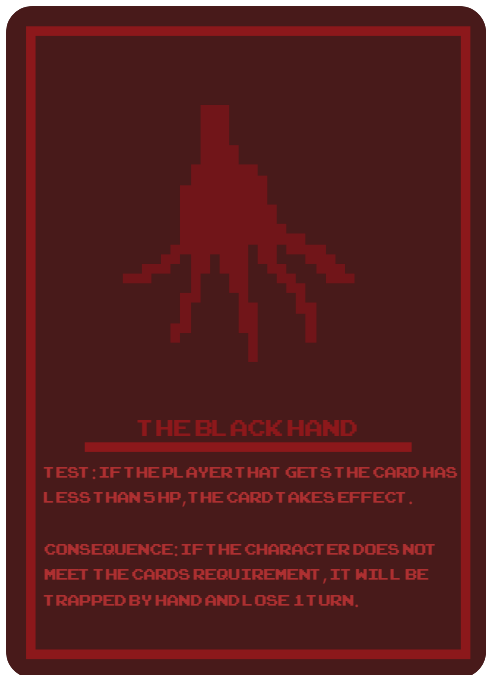 THE BLACK HAND
TEST: IF THE PLAYER THAT GETS THE CARD HAS
LESS THAN 5 HP, THE CARD TAKES EFFECT.
CONSEQUENCE: IF THE CHARACTER DOES NOT
MEET THE CARDS REQUIREMENT, IT WILL BE
TRAPPED BY HAND AND LOSE 1 TURN.